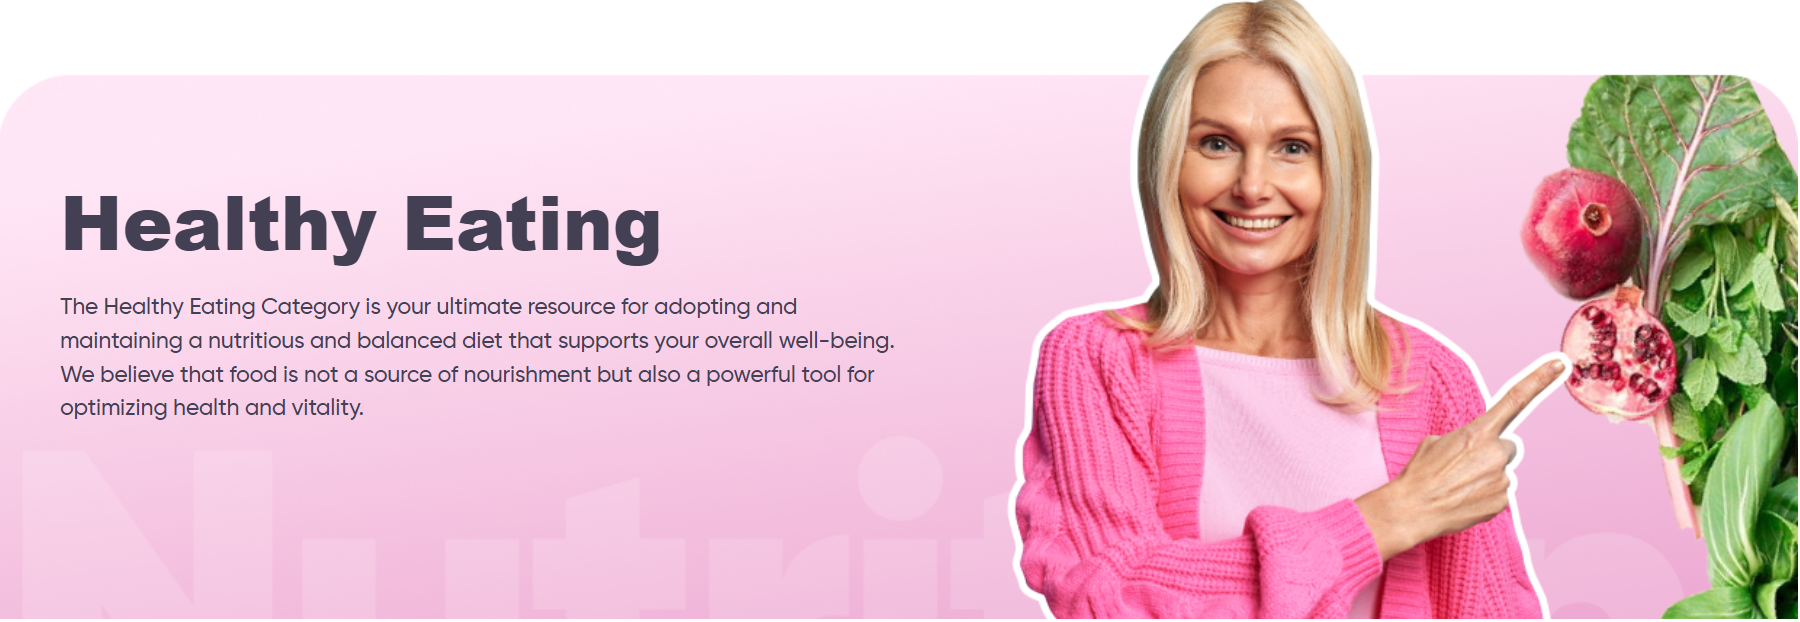 Healthy Eating
The Healthy Eating Category is your ultimate resource for adopting and
maintaining a nutritious and balanced diet that supports your overall well-being.
We believe that food is not a source of nourishment but also a powerful tool for
optimizing health and vitality.